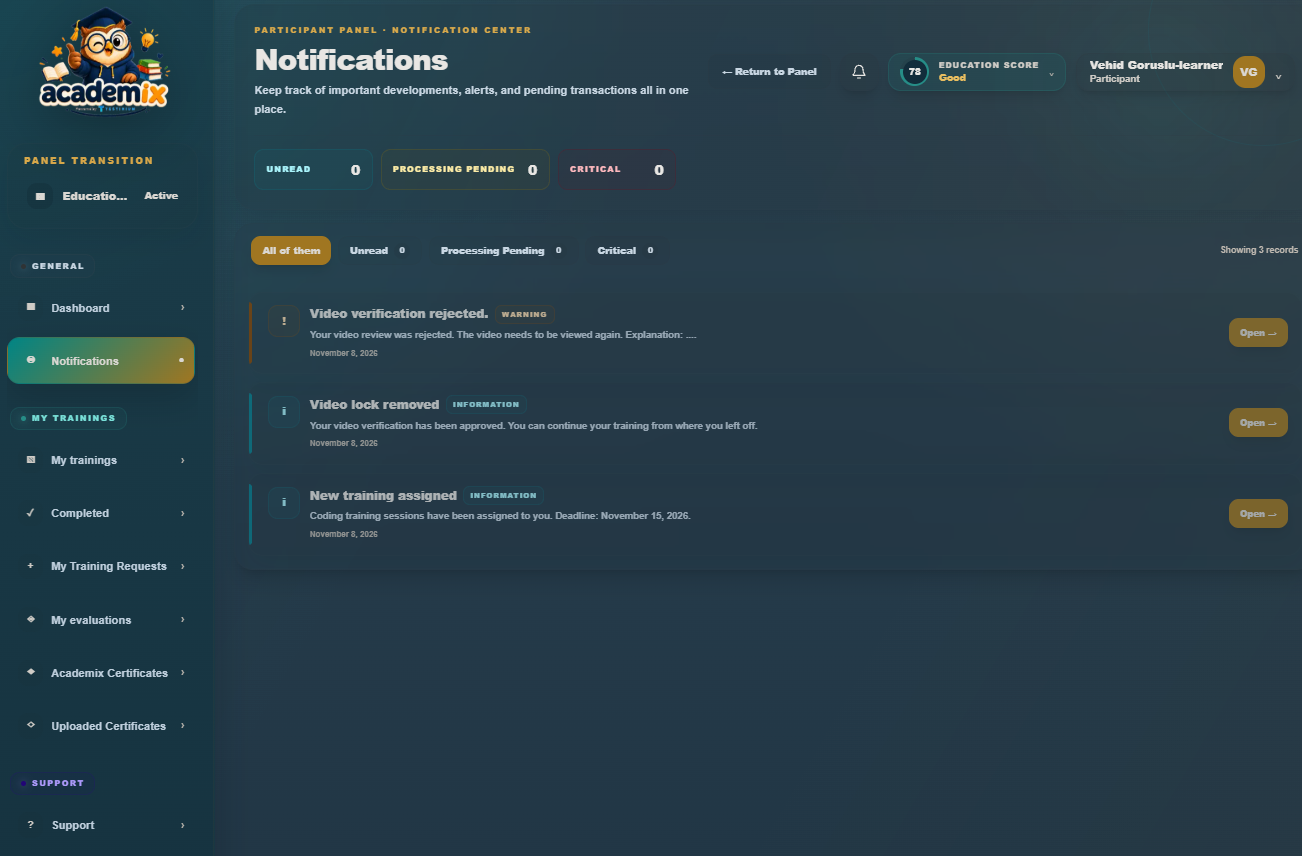 academix
PANEL TRANSITION
Educatio... Active
GENERAL
Dashboard
Notifications
MY TRAININGS
My trainings
Completed
My Training Requests
My evaluations
Academix Certificates
Uploaded Certificates
SUPPORT
? Support
PARTICIPANT PANEL · NOTIFICATION CENTER
Notifications
Keep track of important developments, alerts, and pending transactions all in one
place.
← Return to Panel
78
EDUCATION SCORE
Good
Vehid Goruslu-learner
Participant
VG
UNREAD 0
PROCESSING PENDING 0
CRITICAL 0
All of them
Unread 0
Processing Pending 0
Critical 0
Showing 3 records
! Video verification rejected. WARNING
Your video review was rejected. The video needs to be viewed again. Explanation: ....
November 8, 2026
Open →
i Video lock removed INFORMATION
Your video verification has been approved. You can continue your training from where you left off.
November 8, 2026
Open →
i New training assigned INFORMATION
Coding training sessions have been assigned to you. Deadline: November 15, 2026.
November 8, 2026
Open →